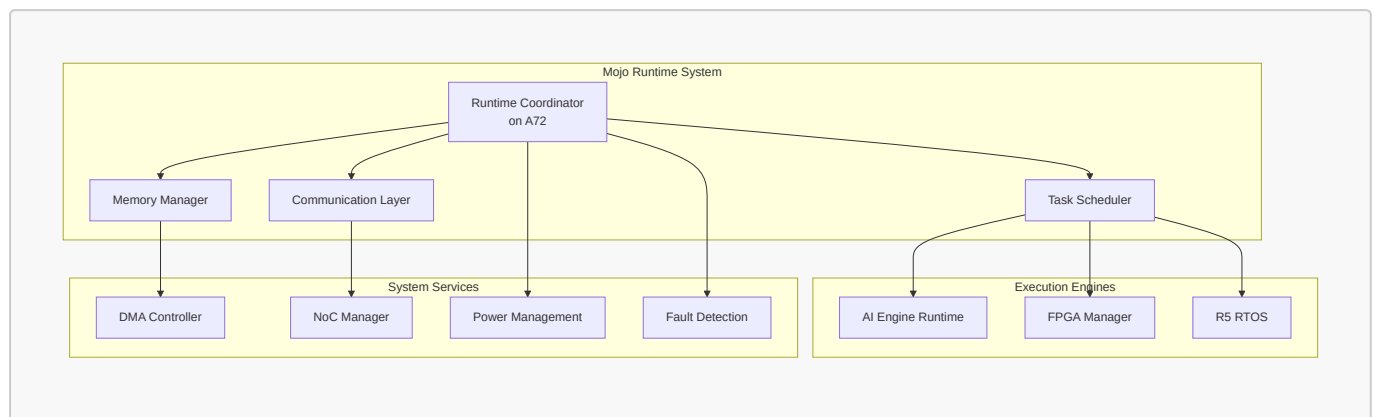 Mojo Runtime System
Runtime Coordinator
on A72
Memory Manager
Communication Layer
Task Scheduler
System Services
Execution Engines
DMA Controller
NoC Manager
Power Management
Fault Detection
AI Engine Runtime
FPGA Manager
R5 RTOS